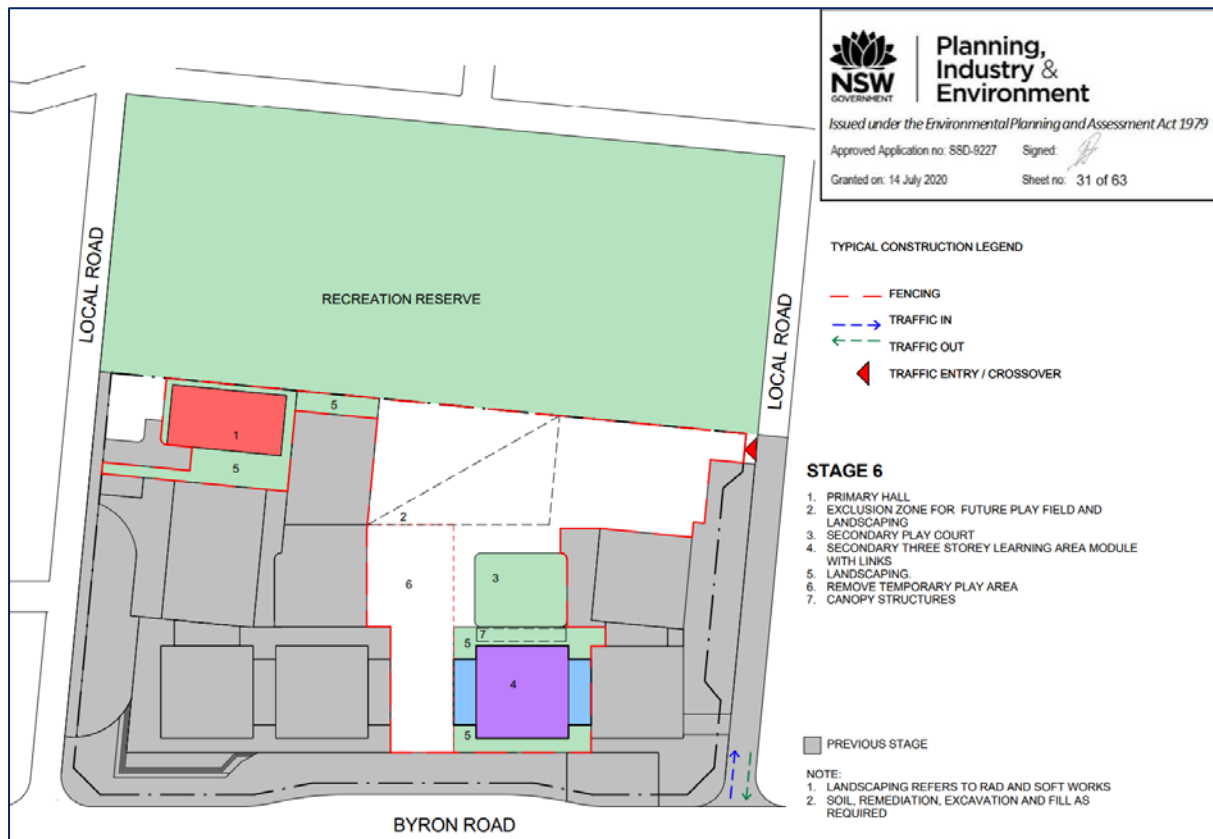 NSW
GOVERNMENT
Planning,
Industry &
Environment
Issued under the Environmental Planning and Assessment Act 1979
Approved Application no: SSD-9227 Signed:
Granted on: 14 July 2020 Sheet no: 31 of 63
TYPICAL CONSTRUCTION LEGEND
FENCING
TRAFFIC IN
TRAFFIC OUT
TRAFFIC ENTRY / CROSSOVER
STAGE 6
1. PRIMARY HALL
2. EXCLUSION ZONE FOR FUTURE PLAY FIELD AND
LANDSCAPING
3. SECONDARY PLAY COURT
4. SECONDARY THREE STOREY LEARNING AREA MODULE
WITH LINKS
5. LANDSCAPING.
6. REMOVE TEMPORARY PLAY AREA
7. CANOPY STRUCTURES
PREVIOUS STAGE
NOTE:
1. LANDSCAPING REFERS TO RAD AND SOFT WORKS
2. SOIL, REMEDIATION, EXCAVATION AND FILL AS
REQUIRED
LOCAL ROAD
RECREATION RESERVE
LOCAL ROAD
1
5
5
2
3
6
7
5
4
5
BYRON ROAD